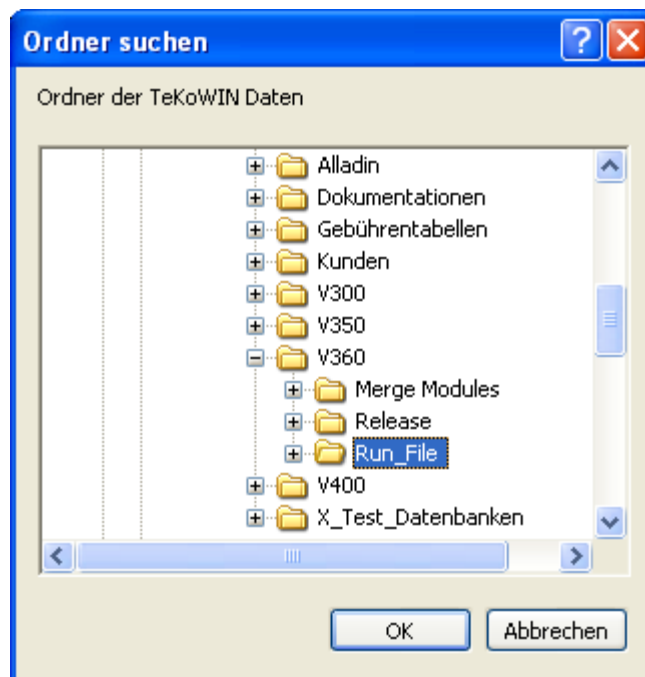 Ordner suchen
Ordner der TeKoWIN Daten
Alladin
Dokumentationen
Gebührentabellen
Kunden
V300
V350
V360
Merge Modules
Release
Run_File
V400
X_Test_Datenbanken
OK Abbrechen